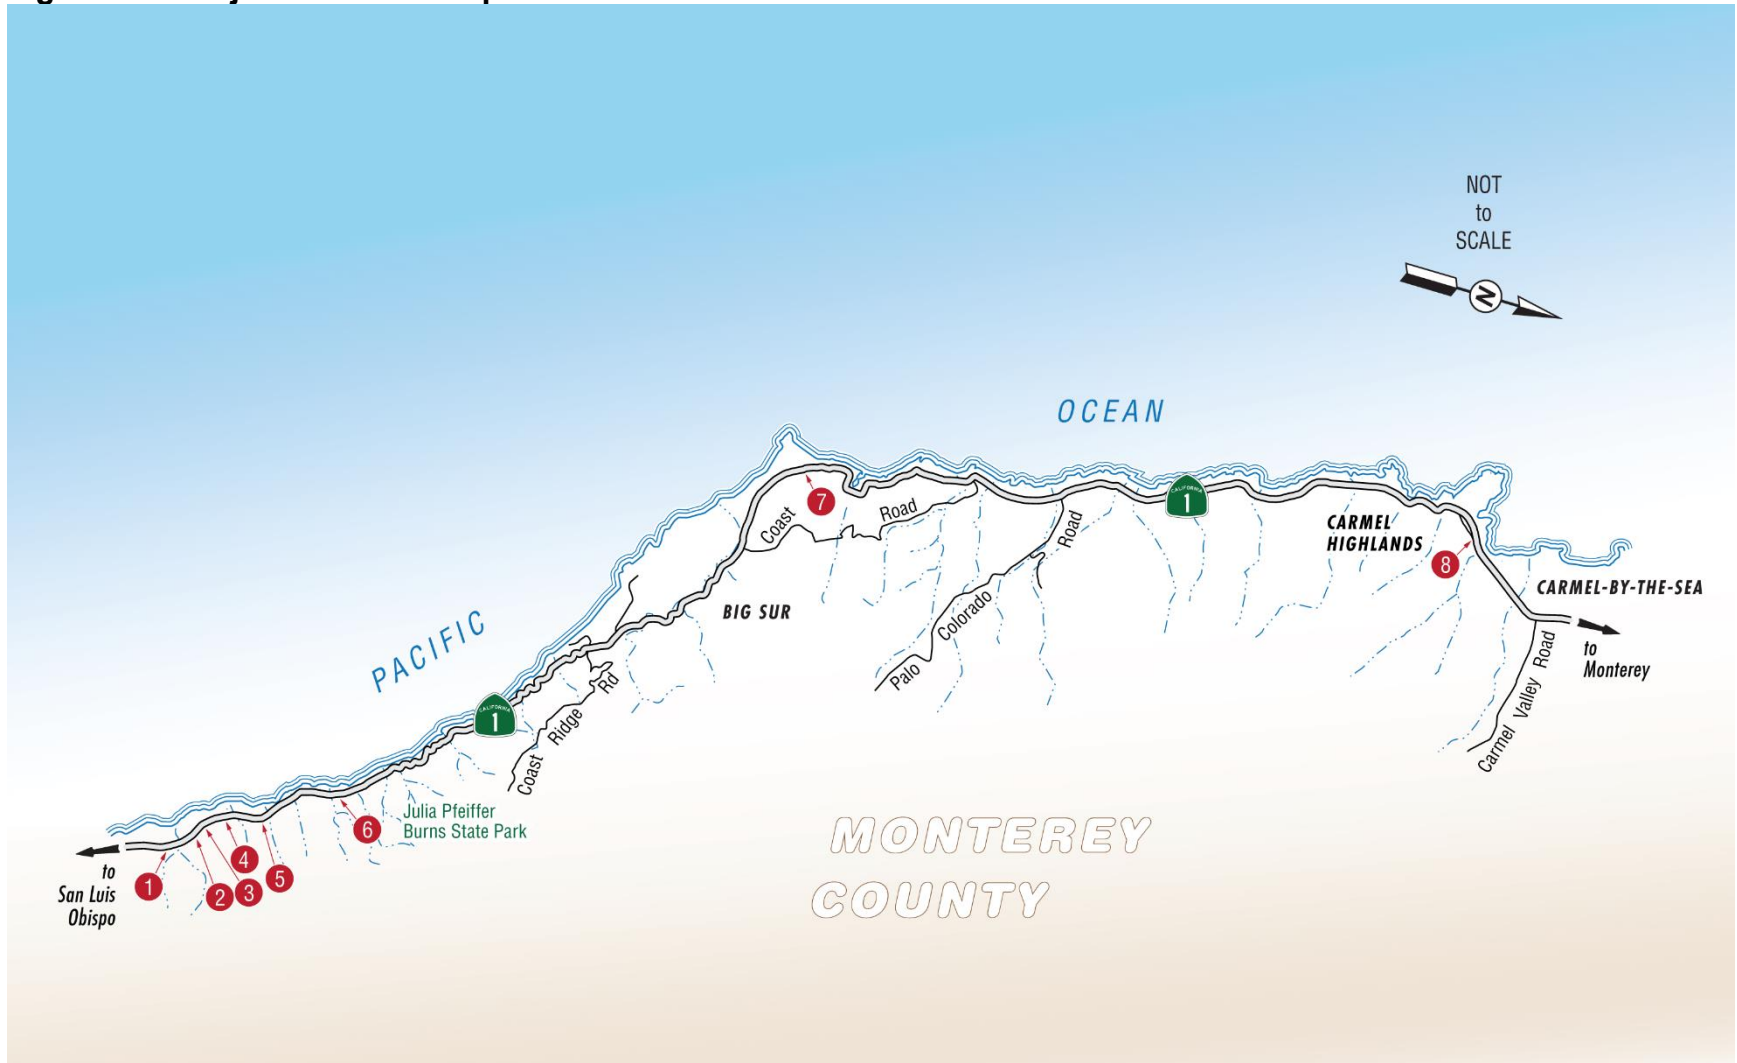 NOT
to
SCALE
N
OCEAN
PACIFIC
CALIFORNIA
1
CALIFORNIA
1
7
Coast
Road
Road
Colorado
Palo
BIG SUR
CARMEL
HIGHLANDS
8
CARMEL-BY-THE-SEA
to
Monterey
Carmel Valley Road
Coast Ridge Rd
Julia Pfeiffer
Burns State Park
6
4
5
1
2
3
to
San Luis
Obispo
MONTEREY
COUNTY